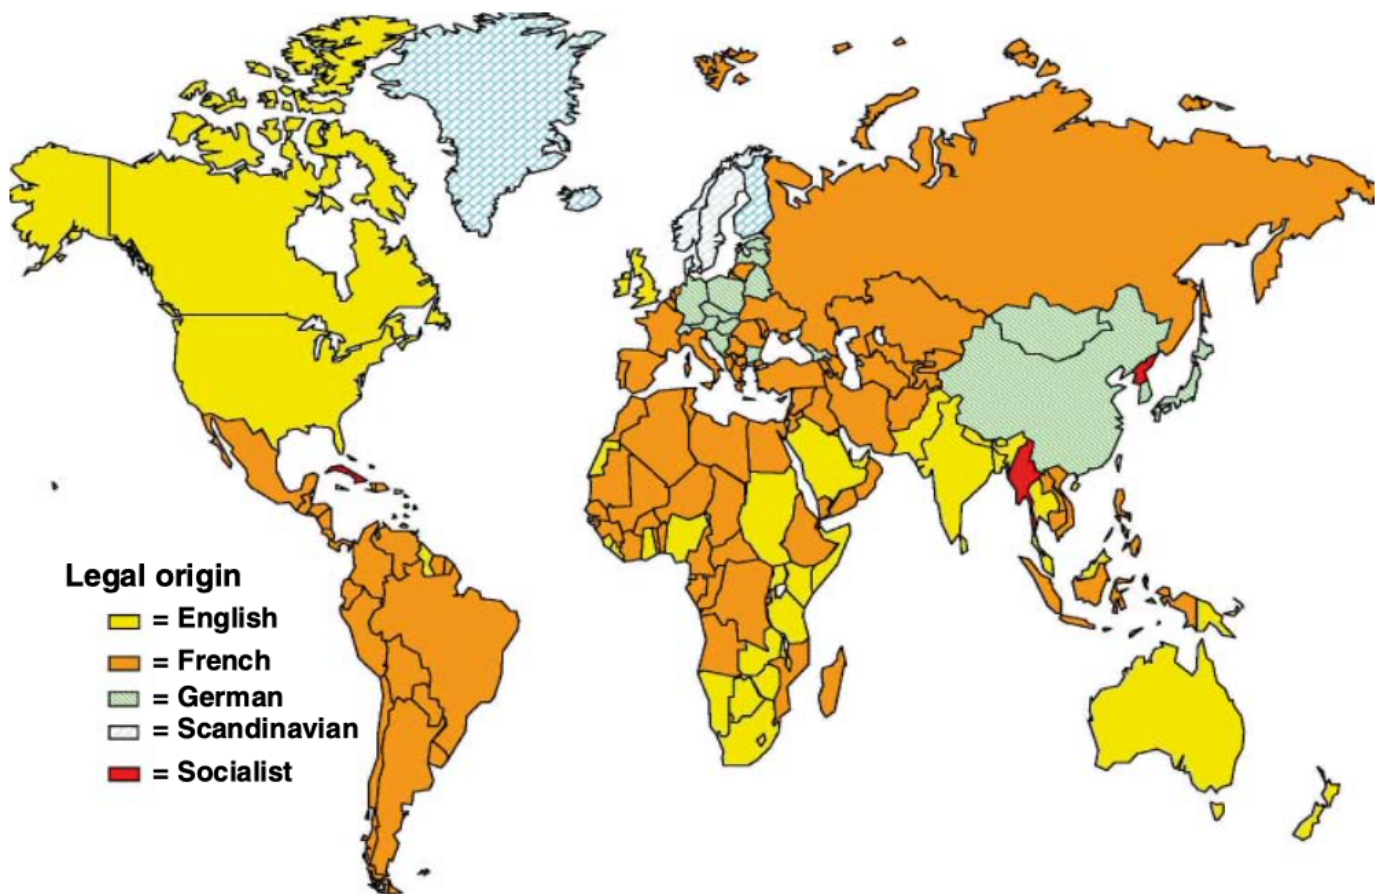 Legal origin
= English
= French
= German
= Scandinavian
= Socialist